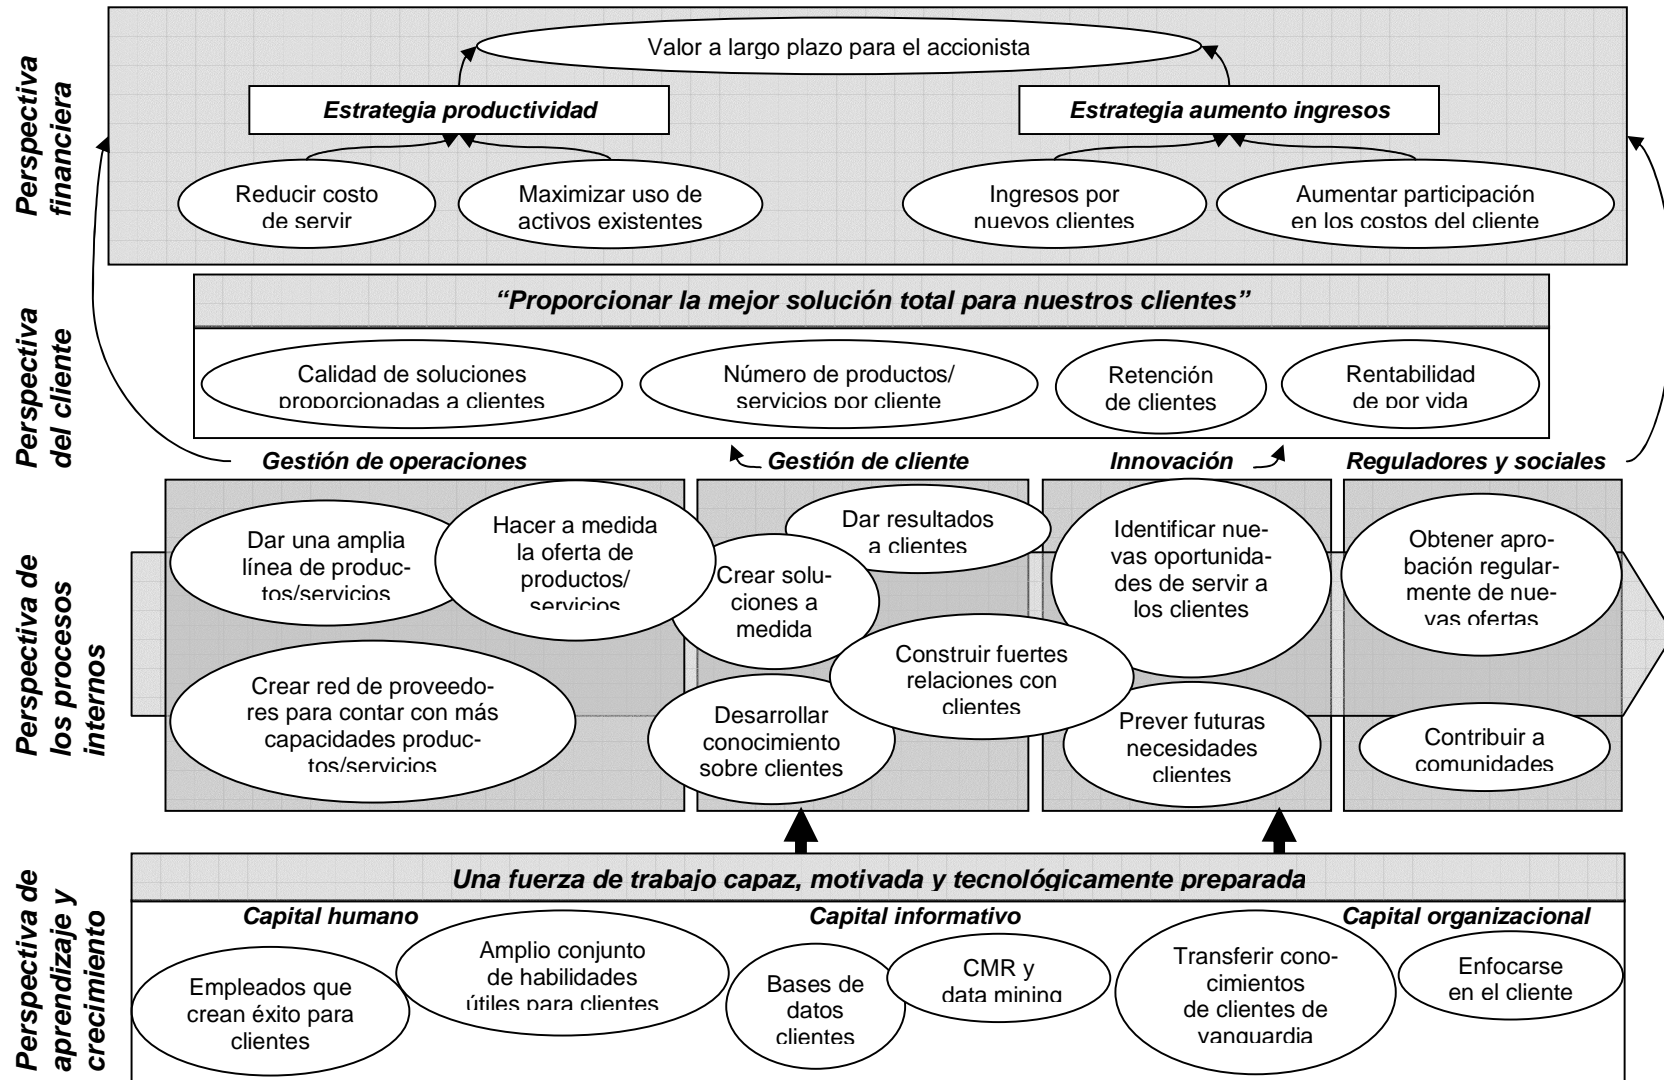 Perspectiva
financiera
Valor a largo plazo para el accionista
Estrategia productividad
Estrategia aumento ingresos
Reducir costo
de servir
Maximizar uso de
activos existentes
Ingresos por
nuevos clientes
Aumentar participación
en los costos del cliente
Perspectiva
del cliente
“Proporcionar la mejor solución total para nuestros clientes”
Calidad de soluciones
proporcionadas a clientes
Número de productos/
servicios por cliente
Retención
de clientes
Rentabilidad
de por vida
Perspectiva de
los procesos
internos
Gestión de operaciones
Gestión de cliente
Innovación
Reguladores y sociales
Dar una amplia
línea de produc-
tos/servicios
Hacer a medida
la oferta de
productos/
servicios
Crear red de proveedo-
res para contar con más
capacidades produc-
tos/servicios
Dar resultados
a clientes
Crear solu-
ciones a
medida
Construir fuertes
relaciones con
clientes
Desarrollar
conocimiento
sobre clientes
Identificar nue-
vas oportunida-
des de servir a
los clientes
Prever futuras
necesidades
clientes
Obtener apro-
bación regular-
mente de nue-
vas ofertas
Contribuir a
comunidades
Perspectiva de
aprendizaje y
crecimiento
Una fuerza de trabajo capaz, motivada y tecnológicamente preparada
Capital humano
Capital informativo
Capital organizacional
Empleados que
crean éxito para
clientes
Amplio conjunto
de habilidades
útiles para clientes
Bases de
datos
clientes
CMR y
data mining
Transferir cono-
cimientos
de clientes de
vanguardia
Enfocarse
en el cliente